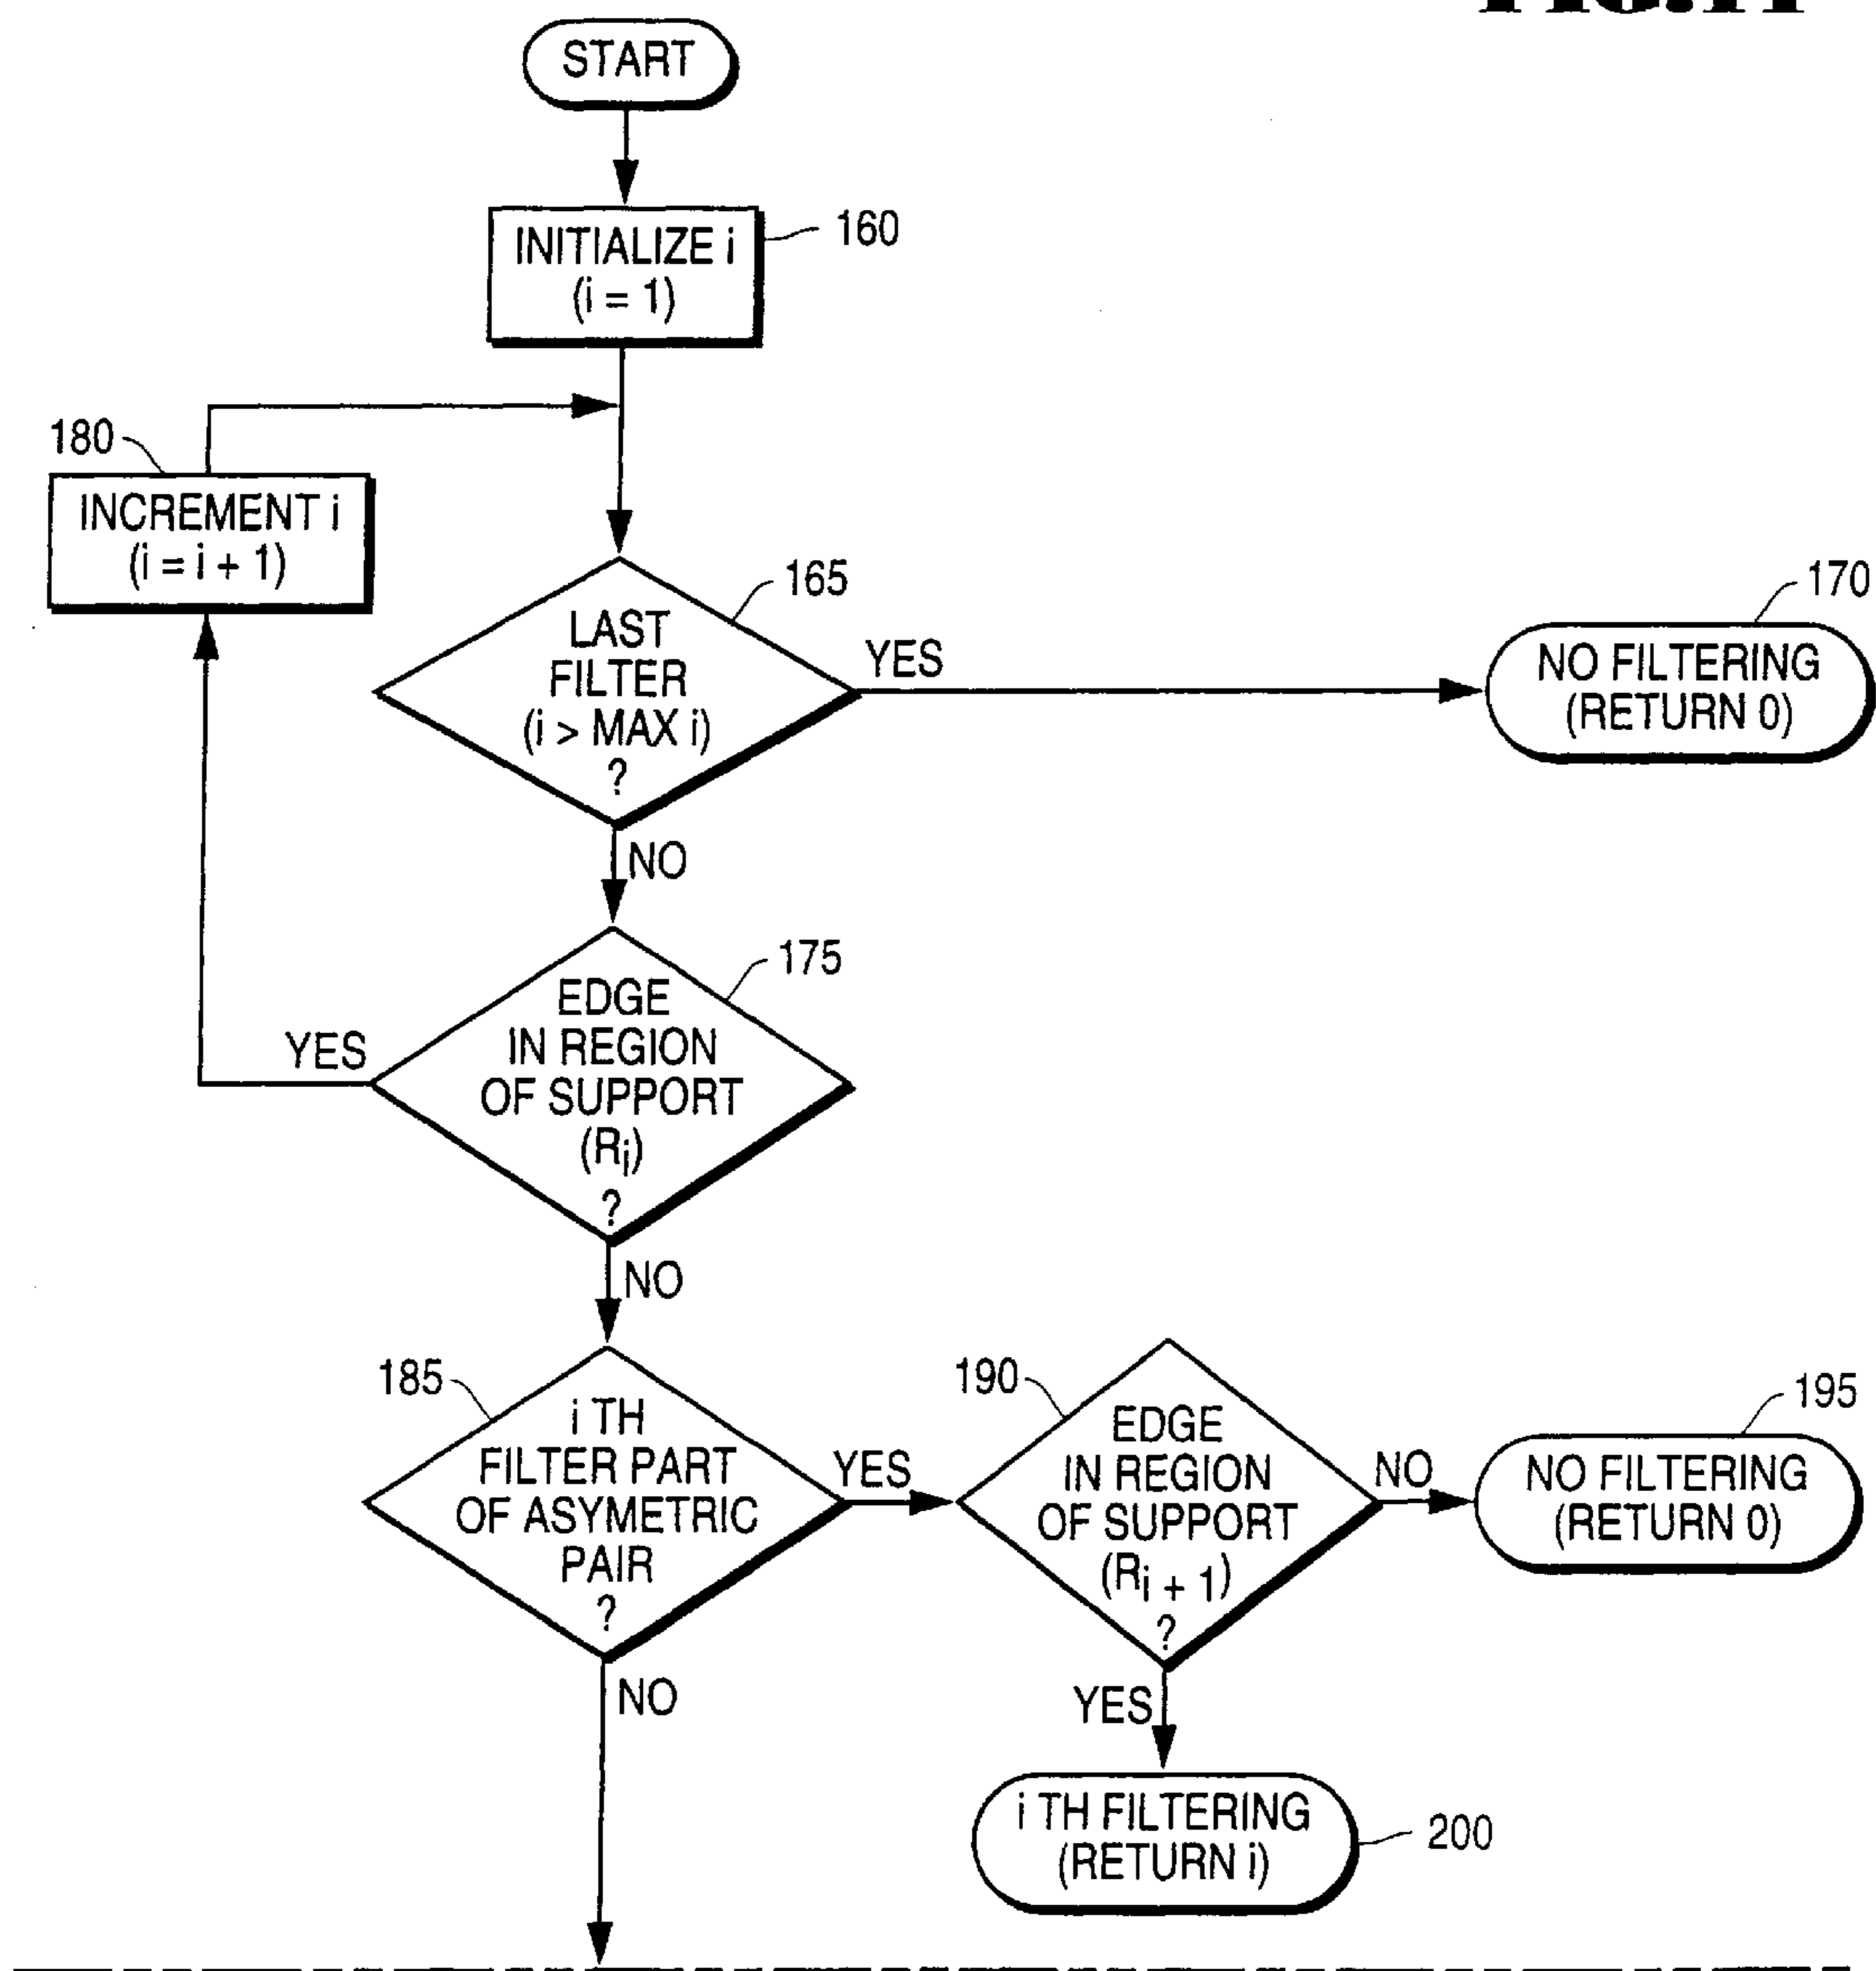 START
INITIALIZE i
(i = 1)
160
180
INCREMENT i
(i = i + 1)
165
LAST
FILTER
(i > MAX i)
?
YES
170
NO FILTERING
(RETURN 0)
NO
175
EDGE
IN REGION
OF SUPPORT
(Ri)
?
YES
NO
185
i TH
FILTER PART
OF ASYMETRIC
PAIR
?
YES
190
EDGE
IN REGION
OF SUPPORT
(Ri + 1)
?
NO
195
NO FILTERING
(RETURN 0)
NO
YES
i TH FILTERING
(RETURN i)
200